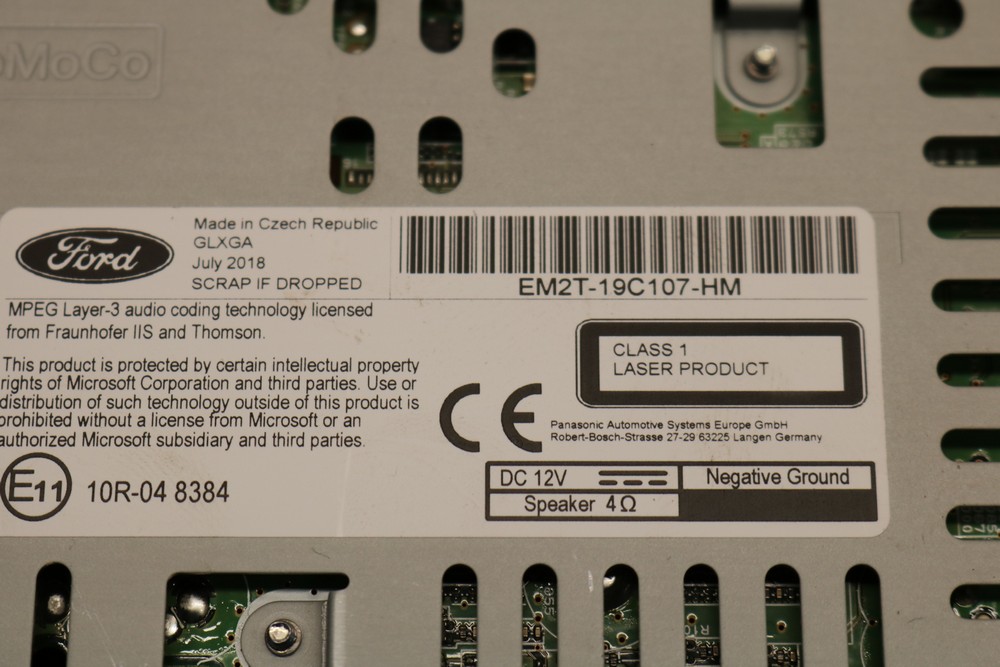 MoCo
Ford
Made in Czech Republic
GLXGA
July 2018
SCRAP IF DROPPED
EM2T-19C107-HM
MPEG Layer-3 audio coding technology licensed
from Fraunhofer IIS and Thomson.
This product is protected by certain intellectual property
rights of Microsoft Corporation and third parties. Use or
distribution of such technology outside of this product is
prohibited without a license from Microsoft or an
authorized Microsoft subsidiary and third parties.
CLASS 1
LASER PRODUCT
CE
Panasonic Automotive Systems Europe GmbH
Robert-Bosch-Strasse 27-29 63225 Langen Germany
E11
10R-04 8384
DC 12V
Negative Ground
Speaker 4Ω